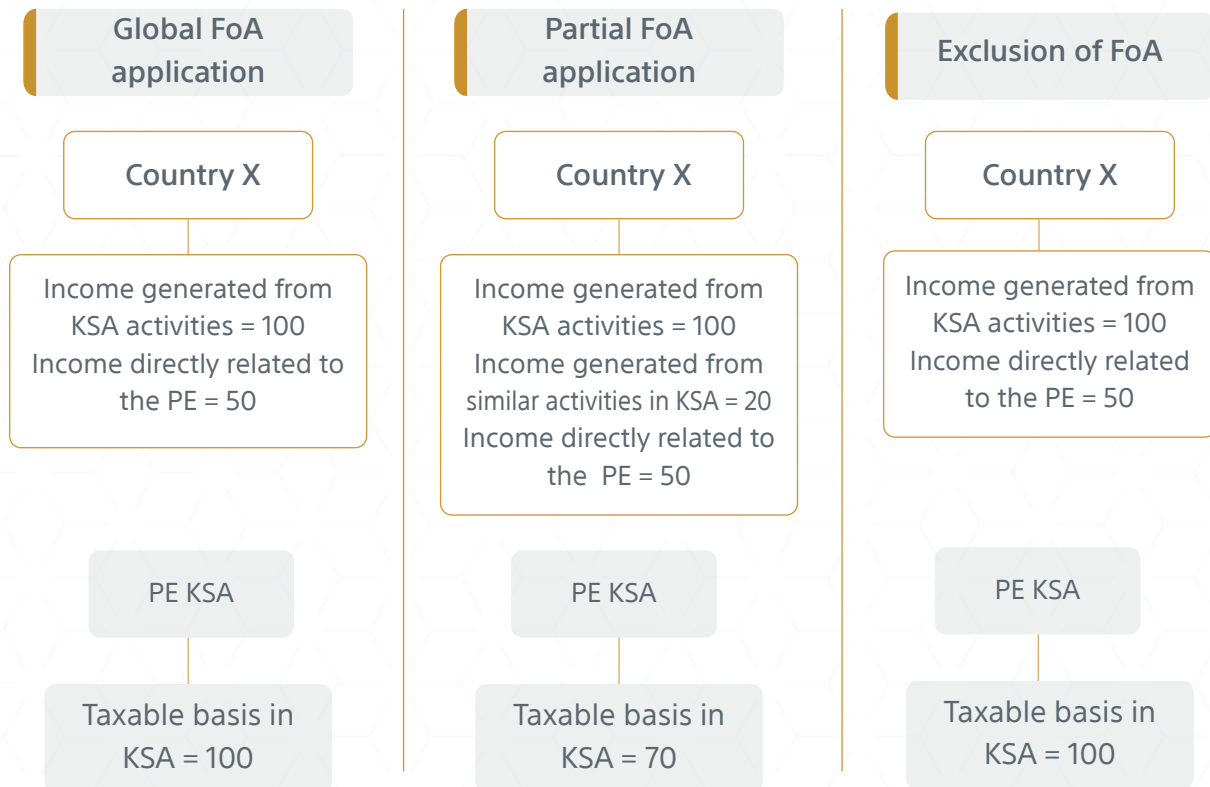 Global FoA
application
Country X
Income generated from
KSA activities = 100
Income directly related to
the PE = 50
PE KSA
Taxable basis in
KSA = 100
Partial FoA
application
Country X
Income generated from
KSA activities = 100
Income generated from
similar activities in KSA = 20
Income directly related to
the PE = 50
PE KSA
Taxable basis in
KSA = 70
Exclusion of FoA
Country X
Income generated from
KSA activities = 100
Income directly related
to the PE = 50
PE KSA
Taxable basis in
KSA = 100